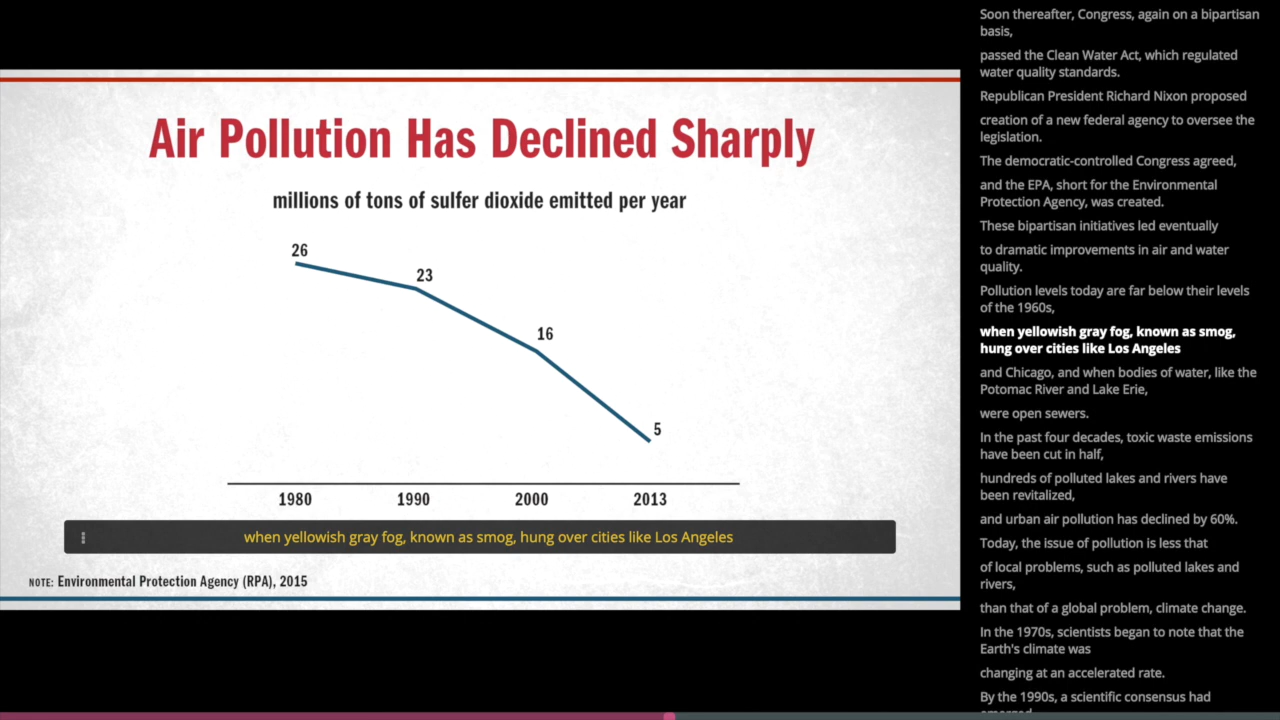 Air Pollution Has Declined Sharply
millions of tons of sulfer dioxide emitted per year
26
23
16
5
1980 1990 2000 2013
when yellowish gray fog, known as smog, hung over cities like Los Angeles
NOTE: Environmental Protection Agency (RPA), 2015
Soon thereafter, Congress, again on a bipartisan
basis,
passed the Clean Water Act, which regulated
water quality standards.
Republican President Richard Nixon proposed
creation of a new federal agency to oversee the
legislation.
The democratic-controlled Congress agreed,
and the EPA, short for the Environmental
Protection Agency, was created.
These bipartisan initiatives led eventually
to dramatic improvements in air and water
quality.
Pollution levels today are far below their levels
of the 1960s,
when yellowish gray fog, known as smog,
hung over cities like Los Angeles
and Chicago, and when bodies of water, like the
Potomac River and Lake Erie,
were open sewers.
In the past four decades, toxic waste emissions
have been cut in half,
hundreds of polluted lakes and rivers have
been revitalized,
and urban air pollution has declined by 60%.
Today, the issue of pollution is less that
of local problems, such as polluted lakes and
rivers,
than that of a global problem, climate change.
In the 1970s, scientists began to note that the
Earth's climate was
changing at an accelerated rate.
By the 1990s, a scientific consensus had